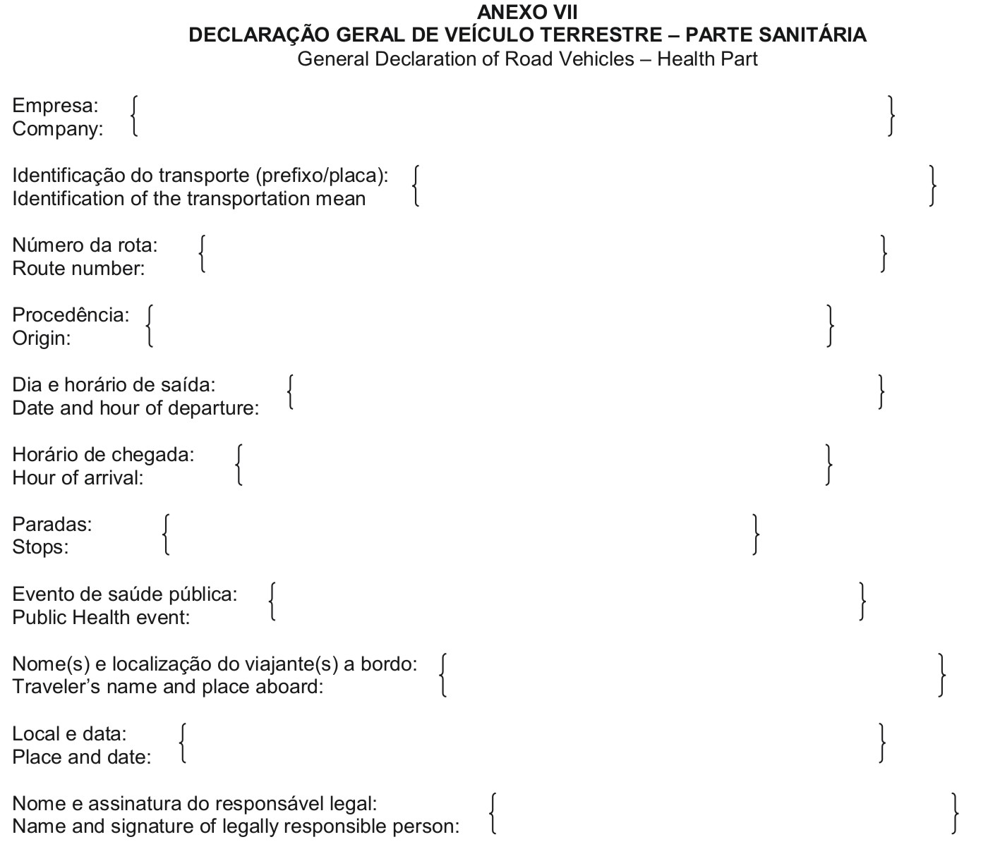 ANEXO VII
DECLARAÇÃO GERAL DE VEÍCULO TERRESTRE – PARTE SANITÁRIA
General Declaration of Road Vehicles – Health Part
Empresa:
Company:
{ }
Identificação do transporte (prefixo/placa):
Identification of the transportation mean
{ }
Número da rota:
Route number:
{ }
Procedência:
Origin:
{ }
Dia e horário de saída:
Date and hour of departure:
{ }
Horário de chegada:
Hour of arrival:
{ }
Paradas:
Stops:
{ }
Evento de saúde pública:
Public Health event:
{ }
Nome(s) e localização do viajante(s) a bordo:
Traveler’s name and place aboard:
{ }
Local e data:
Place and date:
{ }
Nome e assinatura do responsável legal:
Name and signature of legally responsible person:
{ }